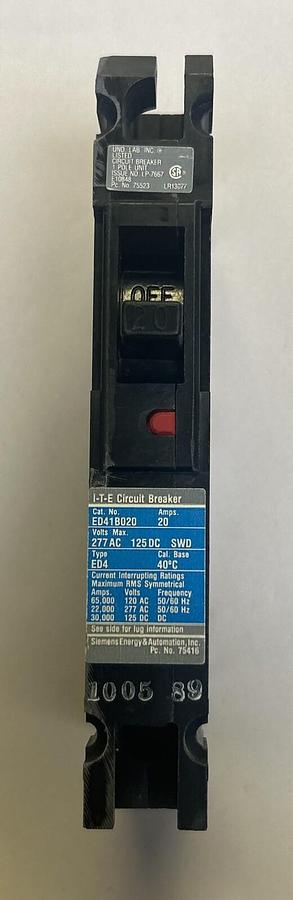 UND. LAB. INC. ®
LISTED
CIRCUIT BREAKER
1 POLE UNIT
ISSUE NO. LP-7667
E10848
Pc. No. 75523 LR13077
SA
OFF
20
I-T-E Circuit Breaker
Cat. No. Amps.
ED41B020 20
Volts Max.
277 AC 125 DC SWD
Type Cal. Base
ED4 40°C
Current Interrupting Ratings
Maximum RMS Symmetrical
Amps. Volts Frequency
65,000 120 AC 50/60 Hz
22,000 277 AC 50/60 Hz
30,000 125 DC DC
See side for lug information
Siemens Energy & Automation, Inc.
Pc. No. 75416
1005 89